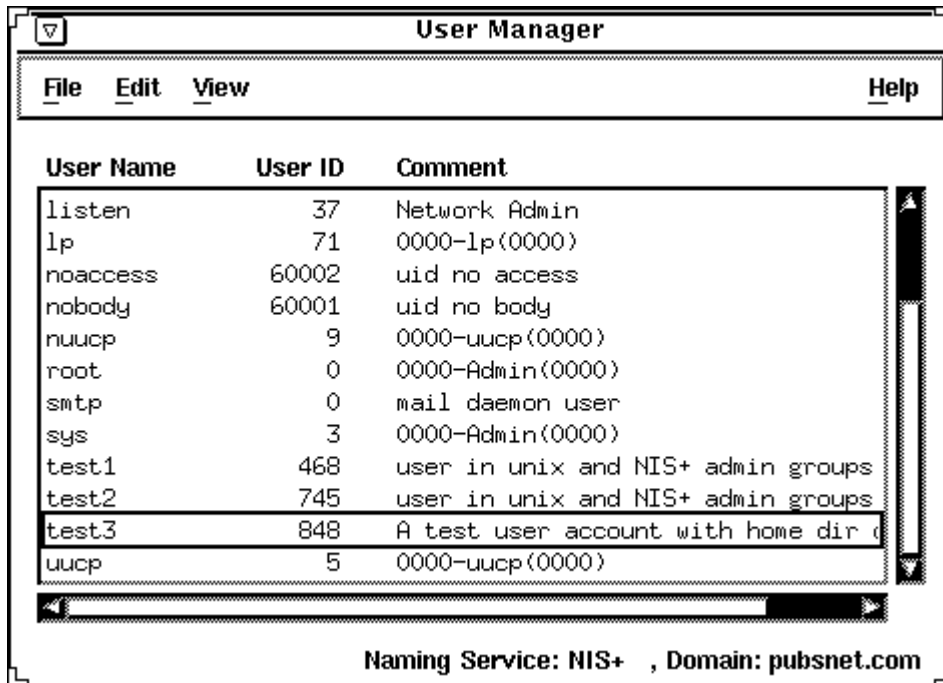 User Manager
File Edit View Help
User Name User ID Comment
listen 37 Network Admin
lp 71 0000-lp(0000)
noaccess 60002 uid no access
nobody 60001 uid no body
nuucp 9 0000-uucp(0000)
root 0 0000-Admin(0000)
smtp 0 mail daemon user
sys 3 0000-Admin(0000)
test1 468 user in unix and NIS+ admin groups
test2 745 user in unix and NIS+ admin groups
test3 848 A test user account with home dir
uucp 5 0000-uucp(0000)
Naming Service: NIS+ , Domain: pubsnet.com